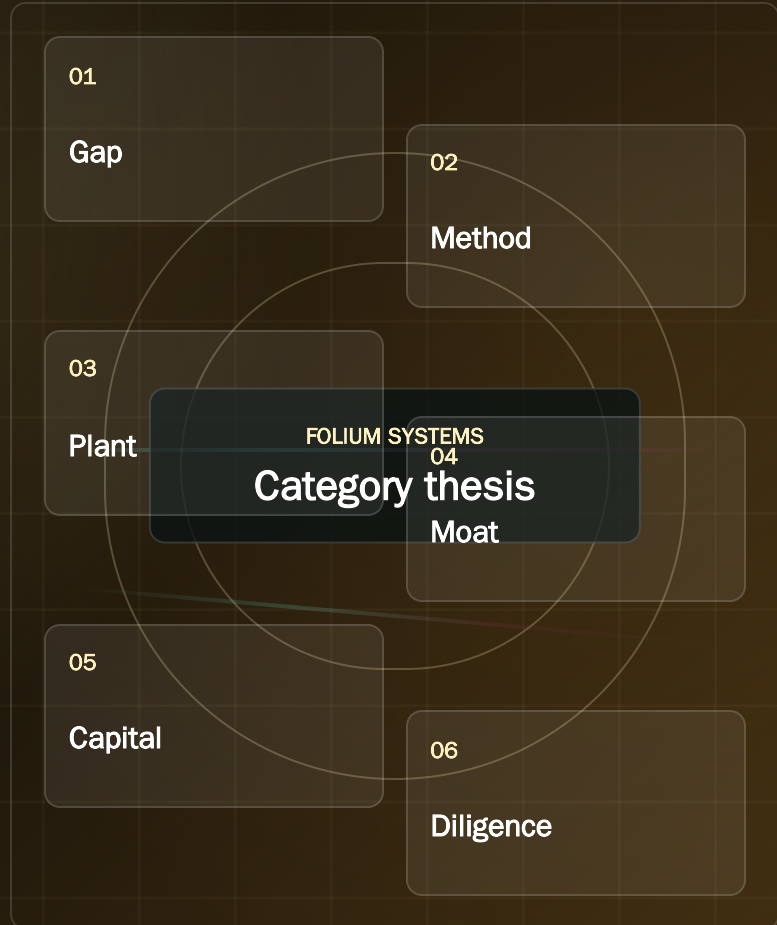 01
Gap
02
Method
03
Plant
FOLIUM SYSTEMS
Category thesis
04
Moat
05
Capital
06
Diligence